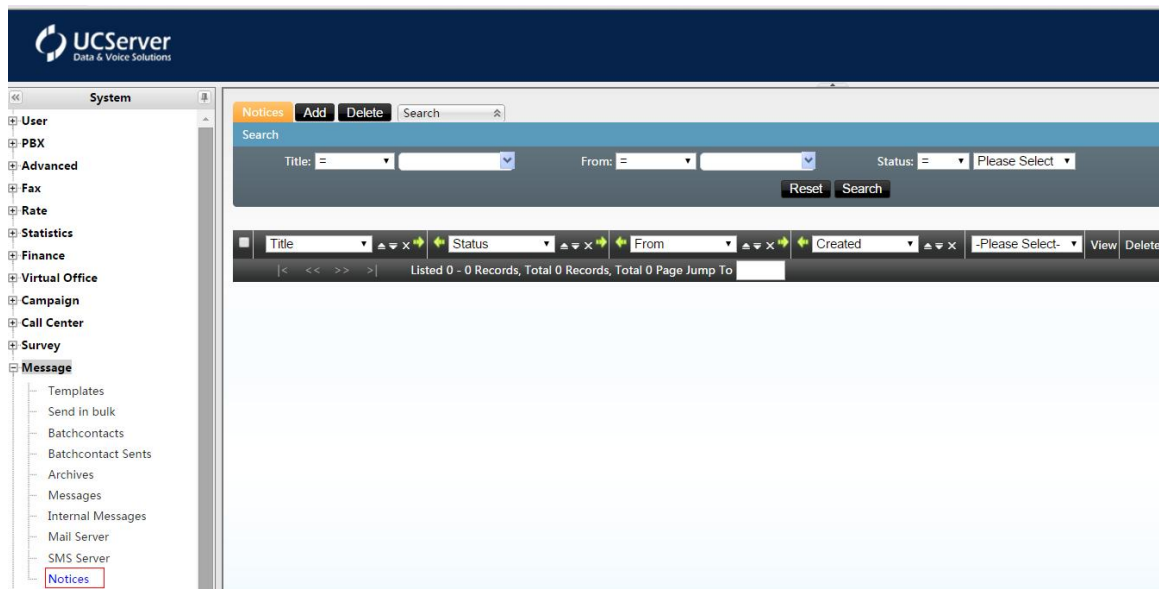 UCServer
Data & Voice Solutions
System
User
PBX
Advanced
Fax
Rate
Statistics
Finance
Virtual Office
Campaign
Call Center
Survey
Message
Templates
Send in bulk
Batchcontacts
Batchcontact Sents
Archives
Messages
Internal Messages
Mail Server
SMS Server
Notices
Notices Add Delete Search
Search
Title: = From: = Status: = Please Select
Reset Search
Title Status From Created -Please Select- View Delete
|< << >> >| Listed 0 - 0 Records, Total 0 Records, Total 0 Page Jump To